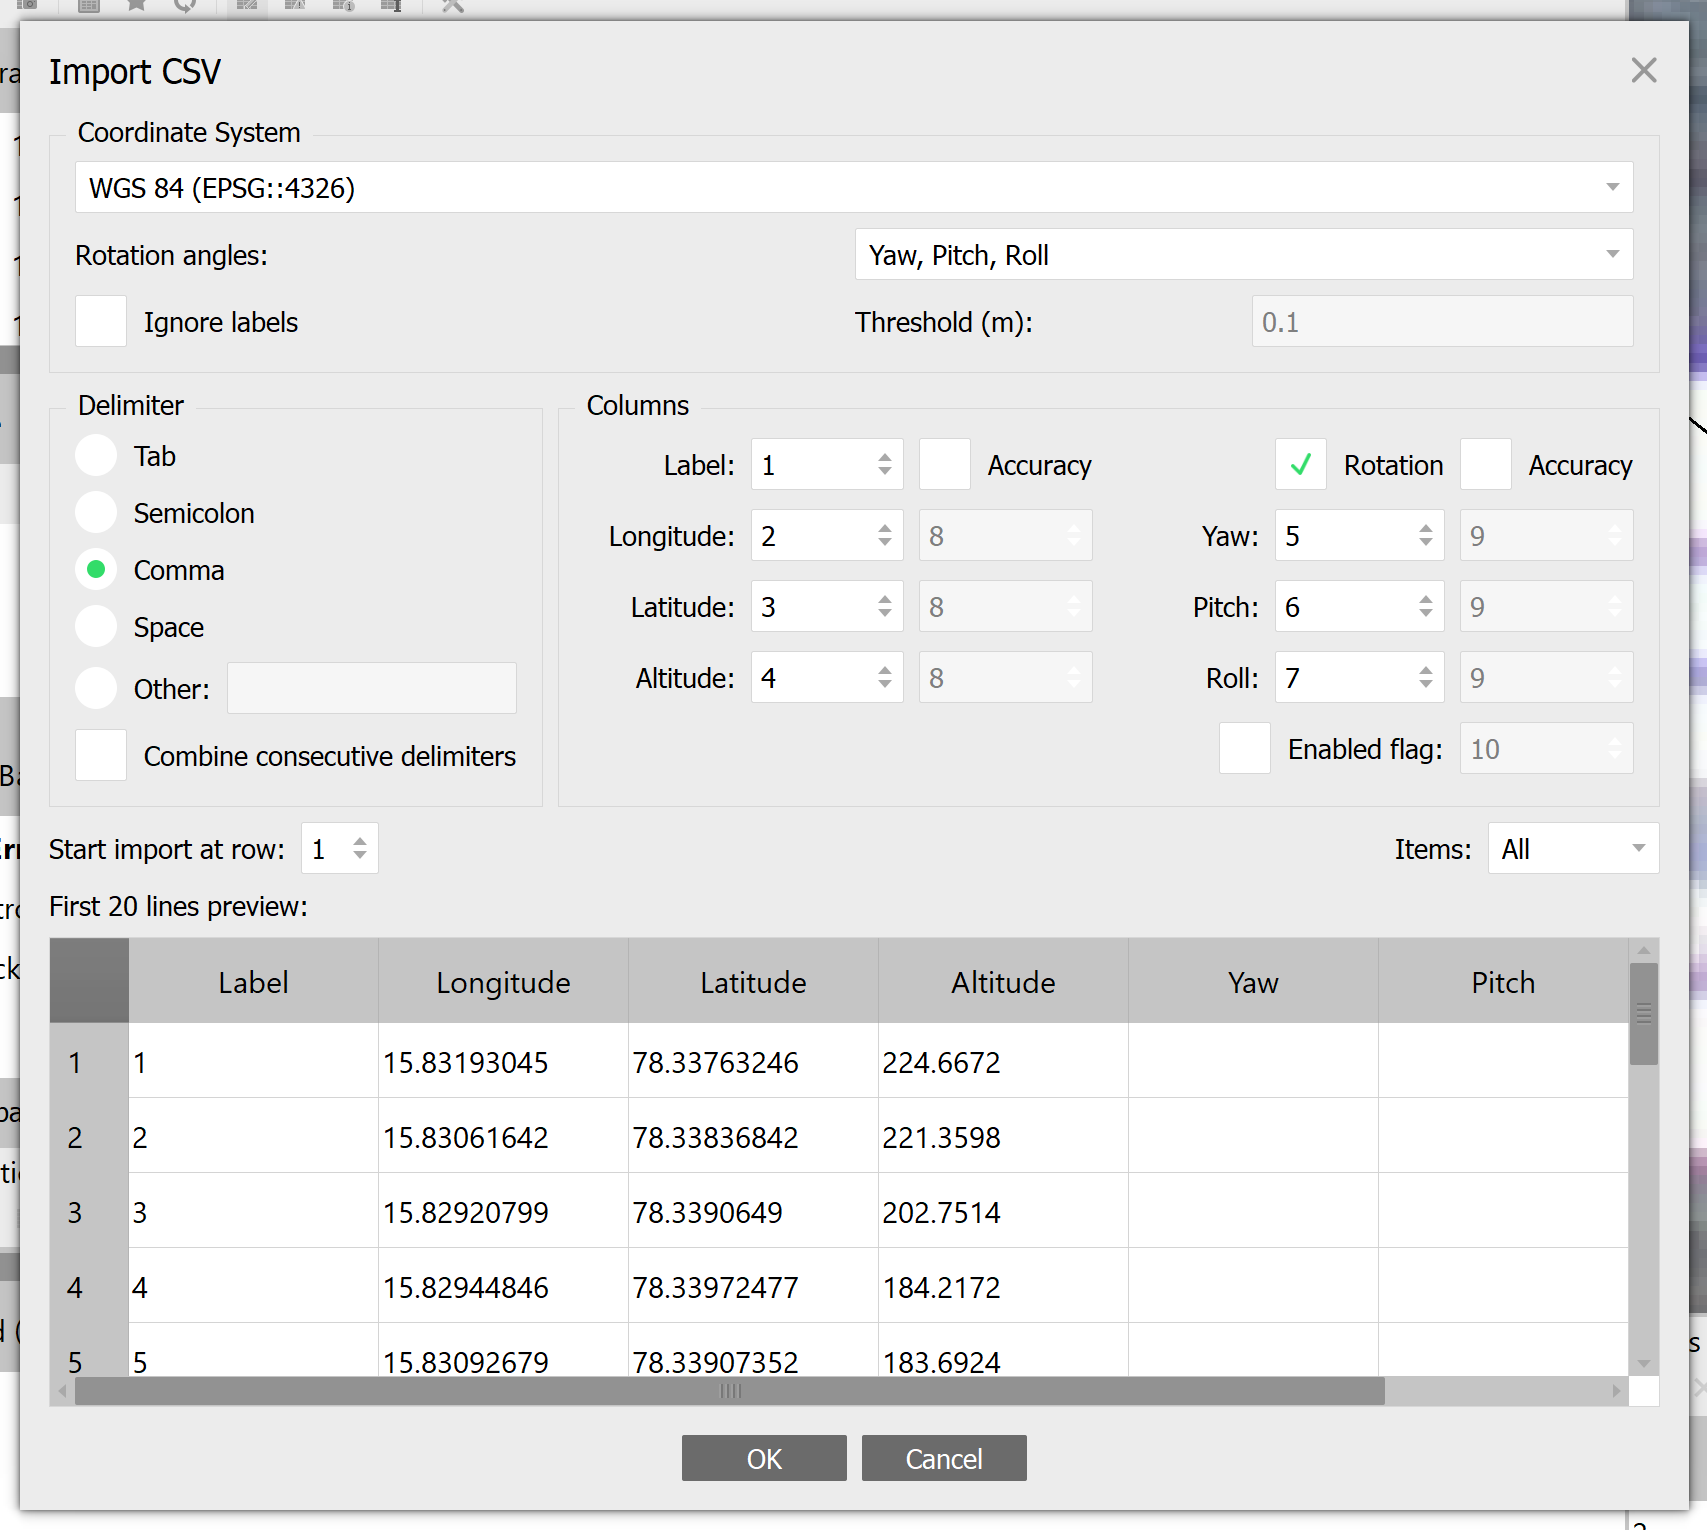 Import CSV
Coordinate System
WGS 84 (EPSG::4326)
Rotation angles: Yaw, Pitch, Roll
Ignore labels Threshold (m): 0.1
Delimiter
Tab
Semicolon
Comma
Space
Other:
Combine consecutive delimiters
Columns
Label: 1 Accuracy Rotation Accuracy
Longitude: 2 8 Yaw: 5 9
Latitude: 3 8 Pitch: 6 9
Altitude: 4 8 Roll: 7 9
Enabled flag: 10
Start import at row: 1 Items: All
First 20 lines preview:
Label Longitude Latitude Altitude Yaw Pitch
1 1 15.83193045 78.33763246 224.6672
2 2 15.83061642 78.33836842 221.3598
3 3 15.82920799 78.3390649 202.7514
4 4 15.82944846 78.33972477 184.2172
5 5 15.83092679 78.33907352 183.6924
OK Cancel